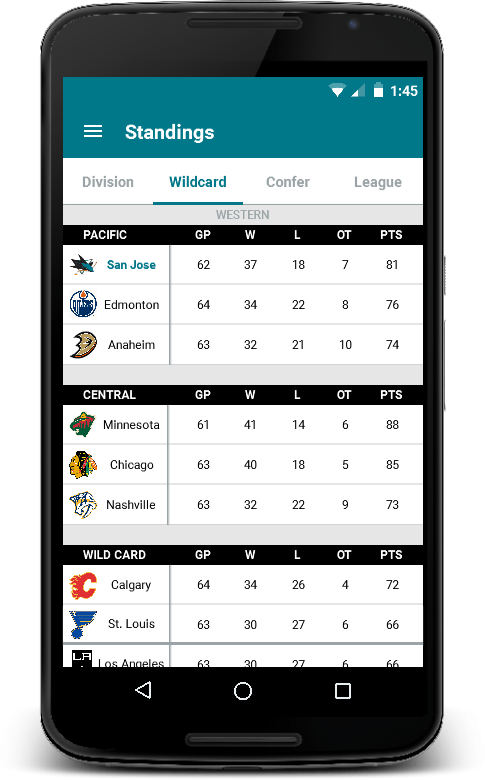 1:45
Standings
Division Wildcard Confer League
WESTERN
PACIFIC GP W L OT PTS
San Jose 62 37 18 7 81
Edmonton 64 34 22 8 76
Anaheim 63 32 21 10 74
CENTRAL GP W L OT PTS
Minnesota 61 41 14 6 88
Chicago 63 40 18 5 85
Nashville 63 32 22 9 73
WILD CARD GP W L OT PTS
Calgary 64 34 26 4 72
St. Louis 63 30 27 6 66
LA
Los Angeles 63 30 27 6 66